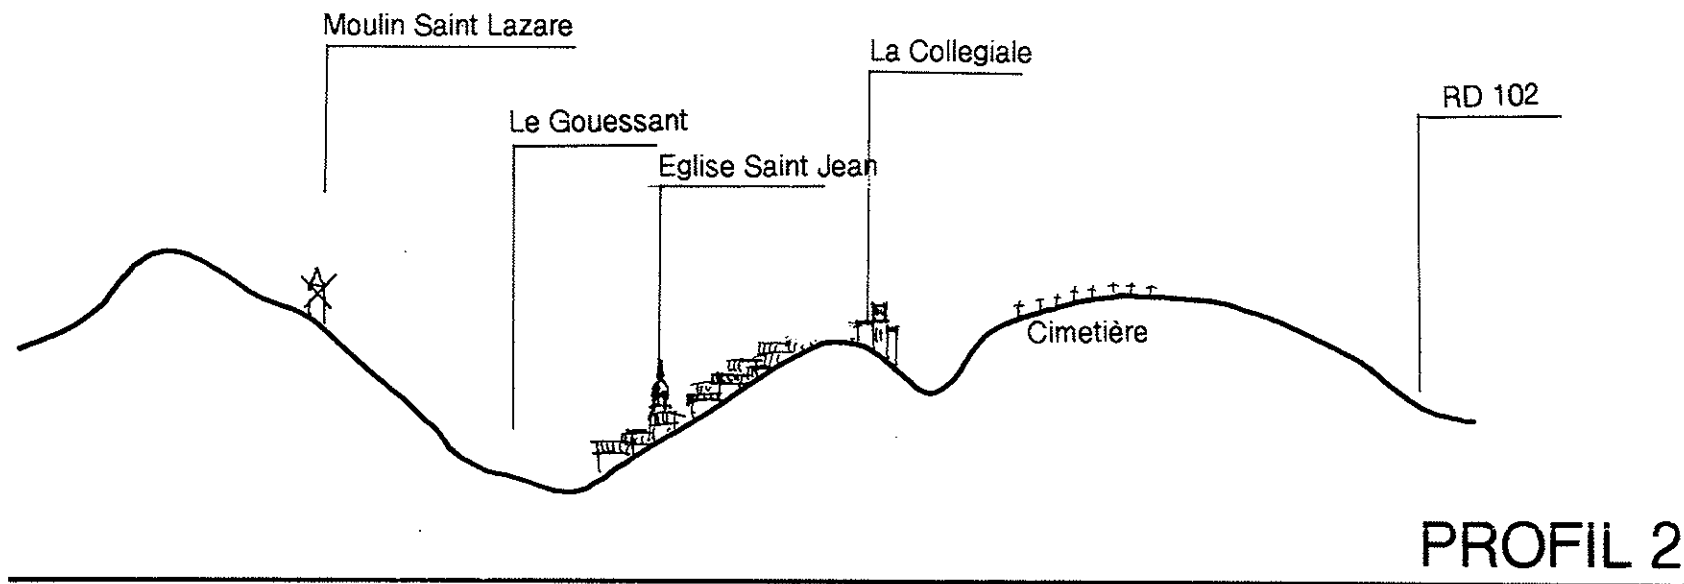 Moulin Saint Lazare
La Collegiale
RD 102
Le Gouessant
Eglise Saint Jean
Cimetière
PROFIL 2